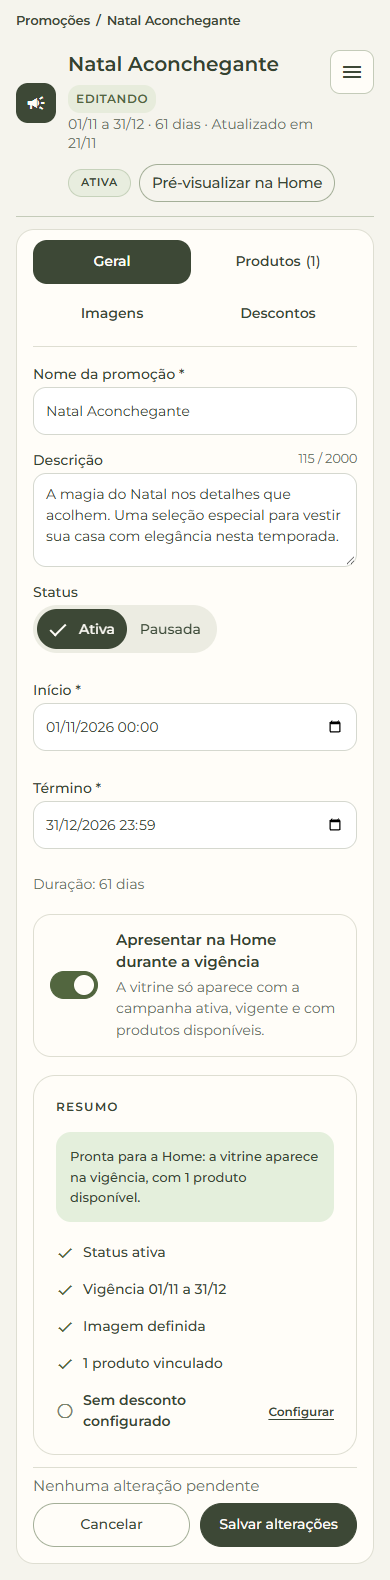 Promoções / Natal Aconchegante
Natal Aconchegante
EDITANDO
01/11 a 31/12 · 61 dias · Atualizado em
21/11
ATIVA
Pré-visualizar na Home
Geral
Produtos (1)
Imagens
Descontos
Nome da promoção *
Natal Aconchegante
Descrição
115 / 2000
A magia do Natal nos detalhes que
acolhem. Uma seleção especial para vestir
sua casa com elegância nesta temporada.
Status
Ativa
Pausada
Início *
01/11/2026 00:00
Término *
31/12/2026 23:59
Duração: 61 dias
Apresentar na Home
durante a vigência
A vitrine só aparece com a
campanha ativa, vigente e com
produtos disponíveis.
RESUMO
Pronta para a Home: a vitrine aparece
na vigência, com 1 produto
disponível.
Status ativa
Vigência 01/11 a 31/12
Imagem definida
1 produto vinculado
Sem desconto
configurado
Configurar
Nenhuma alteração pendente
Cancelar
Salvar alterações